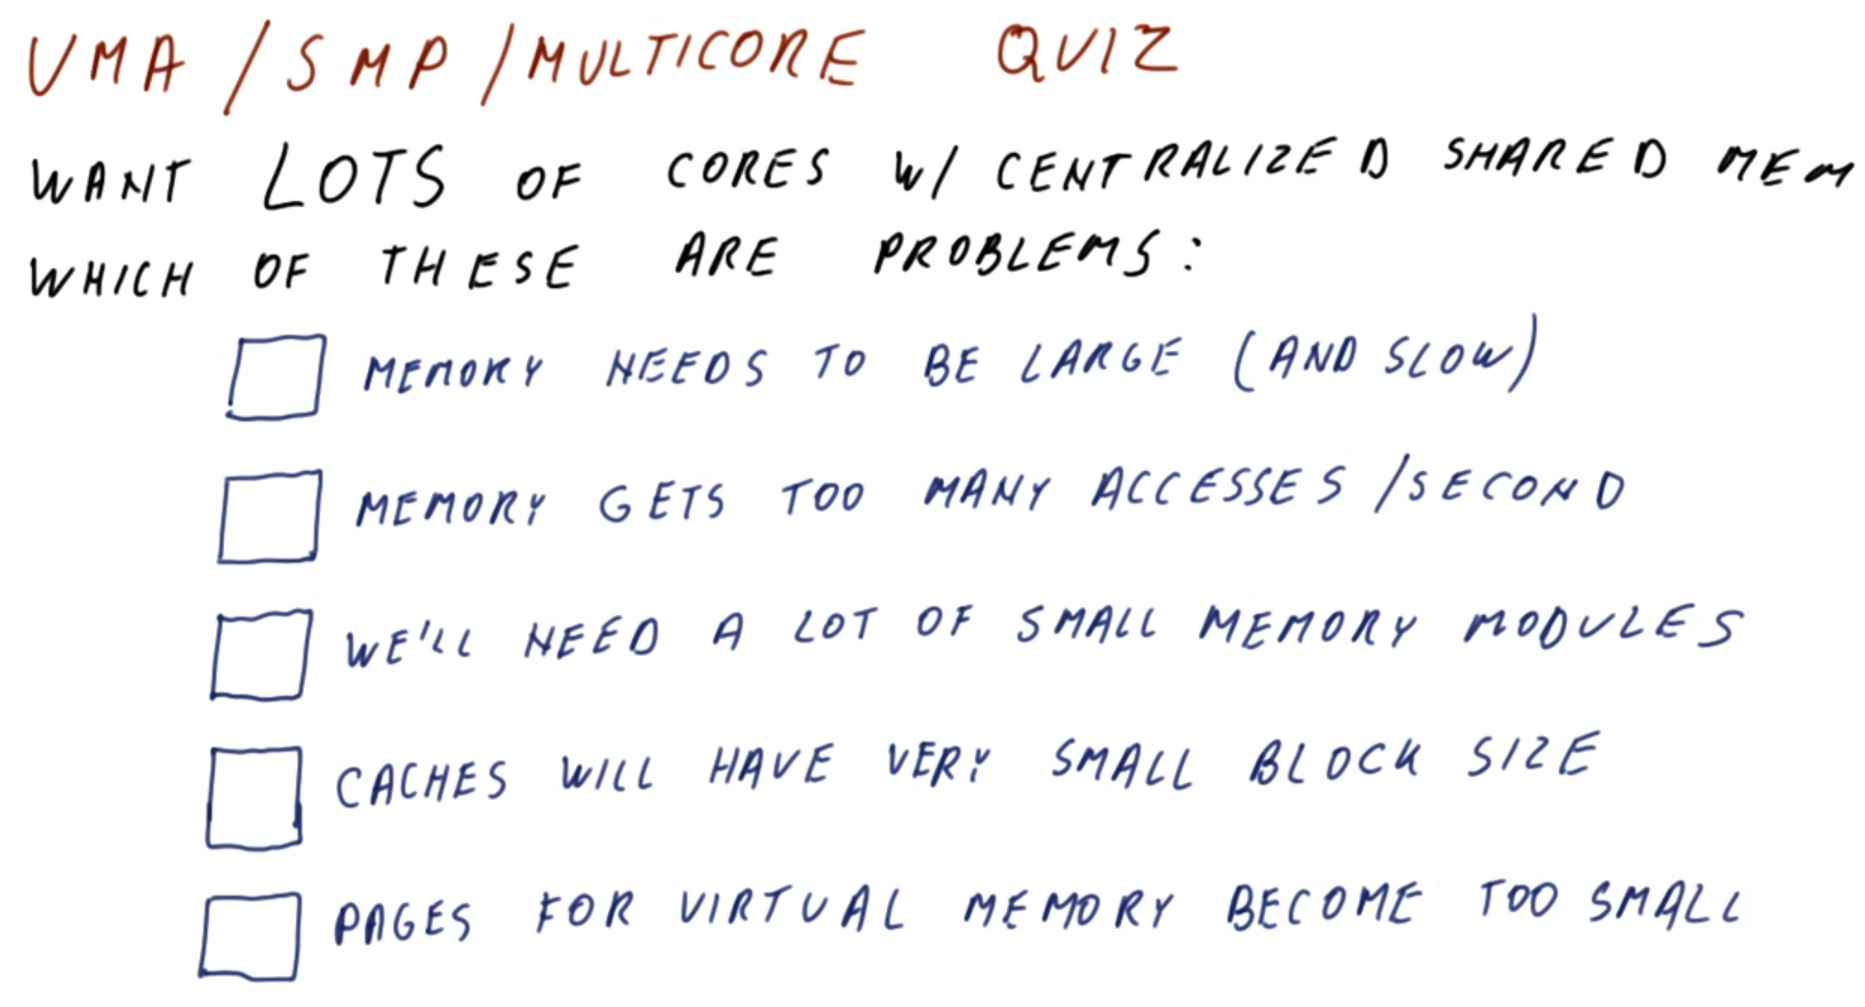 UMA / SMP / MULTICORE QUIZ
WANT LOTS OF CORES W/ CENTRALIZED SHARED MEM
WHICH OF THESE ARE PROBLEMS:
MEMORY NEEDS TO BE LARGE (AND SLOW)
MEMORY GETS TOO MANY ACCESSES /SECOND
WE'LL NEED A LOT OF SMALL MEMORY MODULES
CACHES WILL HAVE VERY SMALL BLOCK SIZE
PAGES FOR VIRTUAL MEMORY BECOME TOO SMALL